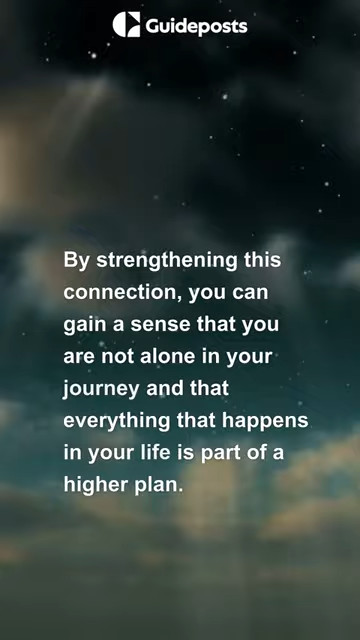 Guideposts
By strengthening this
connection, you can
gain a sense that you
are not alone in your
journey and that
everything that happens
in your life is part of a
higher plan.